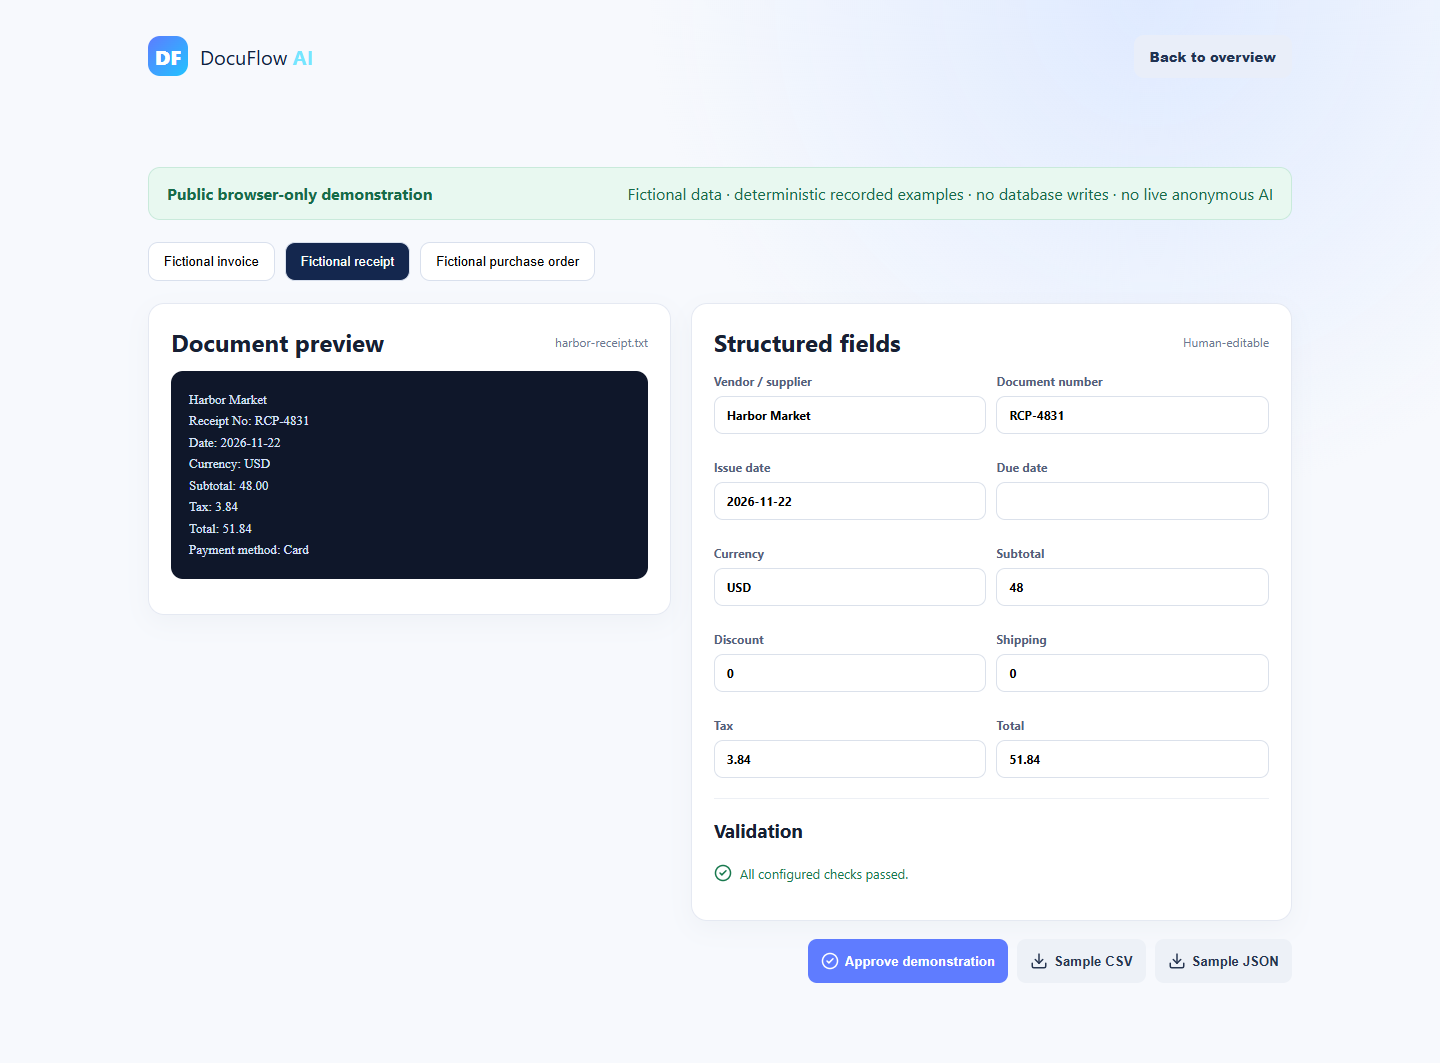 DF DocuFlow AI
Back to overview
Public browser-only demonstration
Fictional data · deterministic recorded examples · no database writes · no live anonymous AI
Fictional invoice
Fictional receipt
Fictional purchase order
Document preview
harbor-receipt.txt
Harbor Market
Receipt No: RCP-4831
Date: 2026-11-22
Currency: USD
Subtotal: 48.00
Tax: 3.84
Total: 51.84
Payment method: Card
Structured fields
Human-editable
Vendor / supplier
Harbor Market
Document number
RCP-4831
Issue date
2026-11-22
Due date
Currency
USD
Subtotal
48
Discount
0
Shipping
0
Tax
3.84
Total
51.84
Validation
All configured checks passed.
Approve demonstration
Sample CSV
Sample JSON